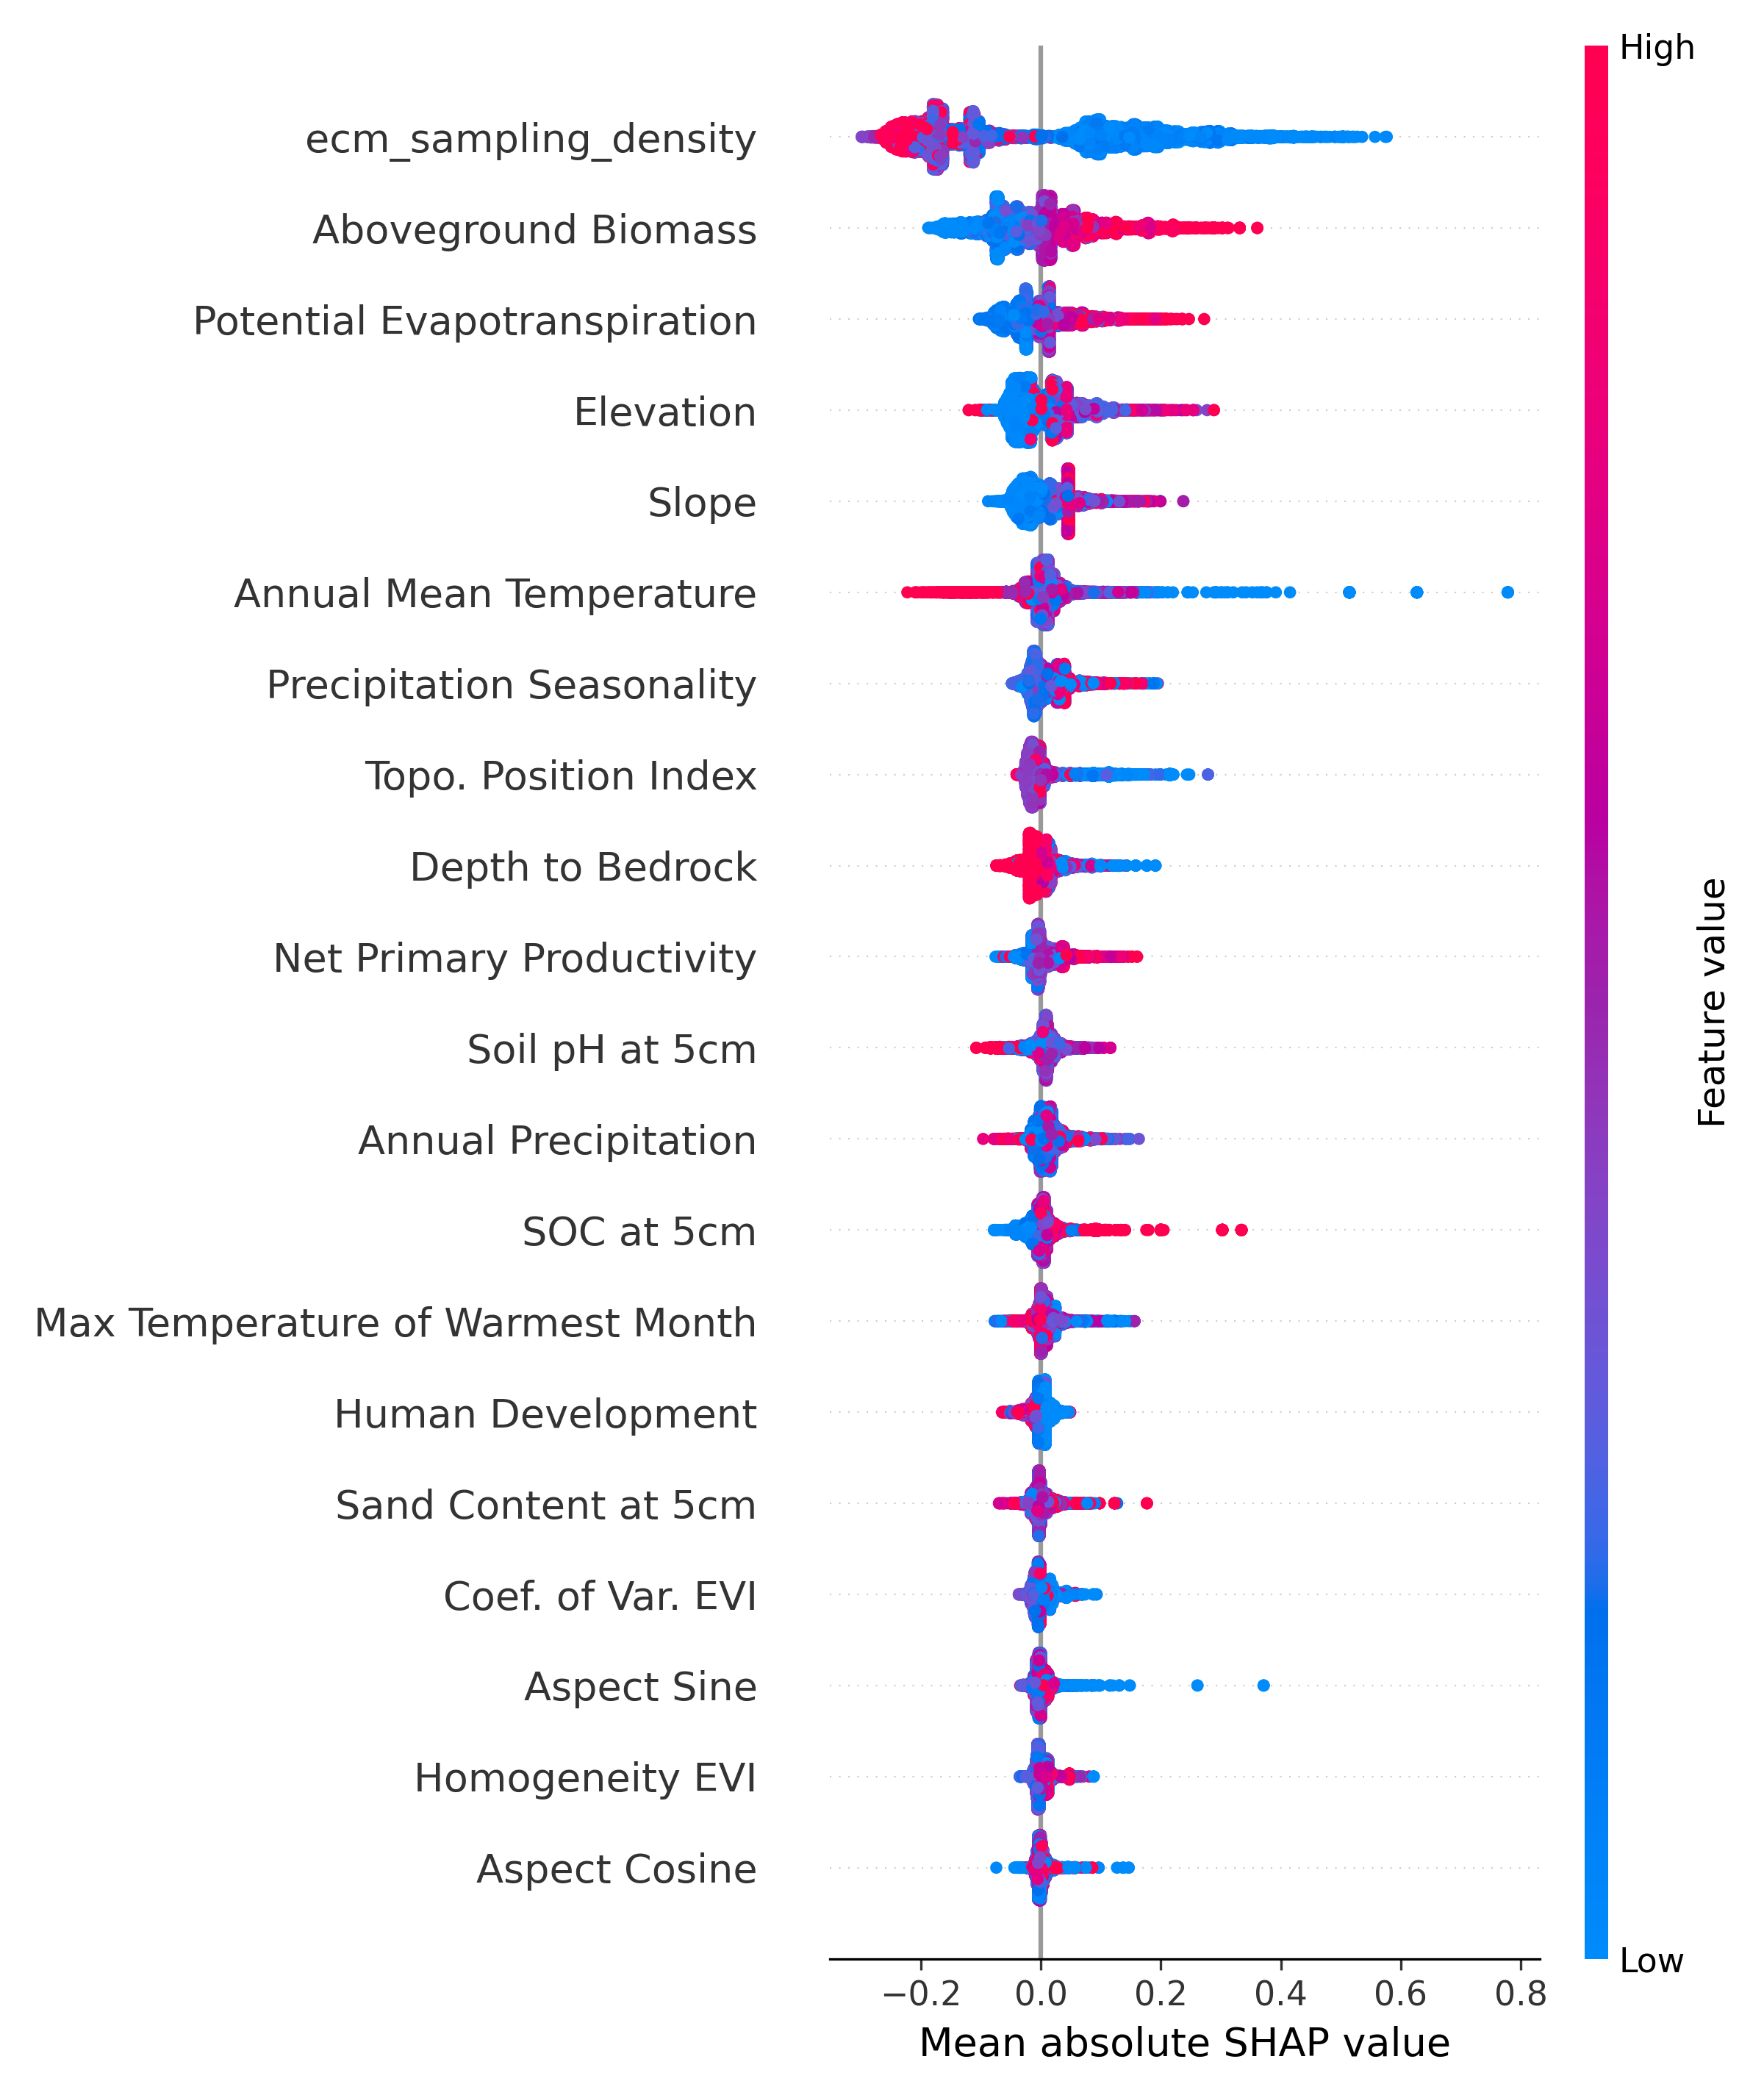 High
ecm_sampling_density
Aboveground Biomass
Potential Evapotranspiration
Elevation
Slope
Annual Mean Temperature
Precipitation Seasonality
Topo. Position Index
Depth to Bedrock
Net Primary Productivity
Soil pH at 5cm
Annual Precipitation
SOC at 5cm
Max Temperature of Warmest Month
Human Development
Sand Content at 5cm
Coef. of Var. EVI
Aspect Sine
Homogeneity EVI
Aspect Cosine
Feature value
Low
−0.2 0.0 0.2 0.4 0.6 0.8
Mean absolute SHAP value